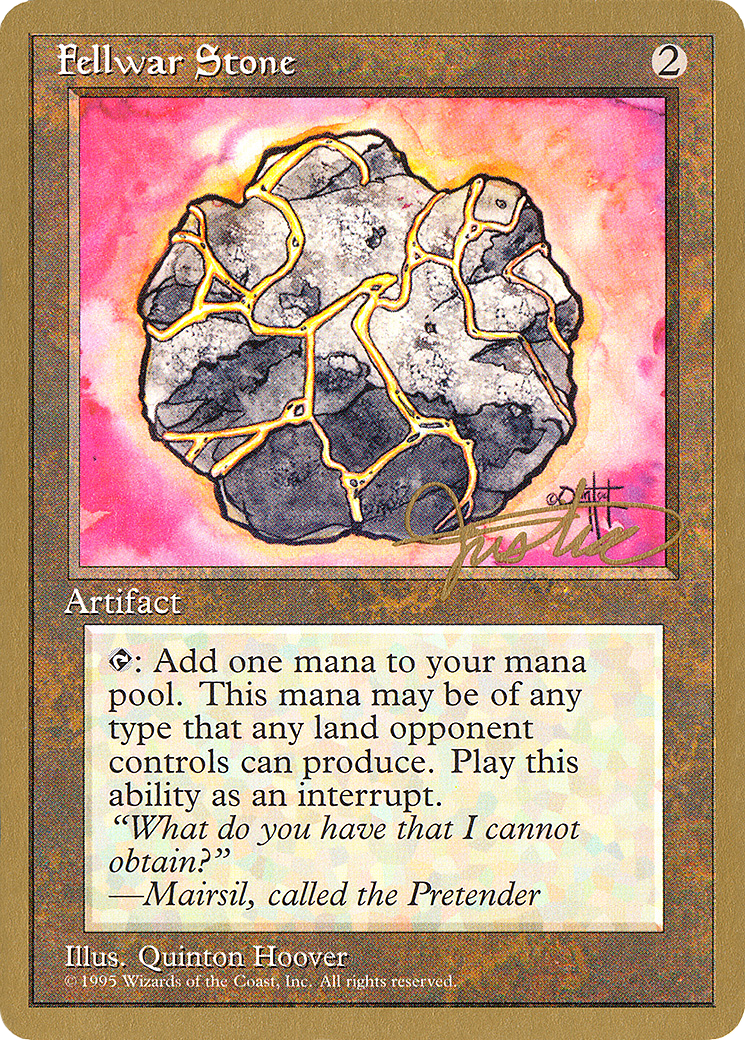 Fellwar Stone 2
© Quinton H
Justice
Artifact
: Add one mana to your mana
pool. This mana may be of any
type that any land opponent
controls can produce. Play this
ability as an interrupt.
“What do you have that I cannot
obtain?”
—Mairsil, called the Pretender
Illus. Quinton Hoover
© 1995 Wizards of the Coast, Inc. All rights reserved.